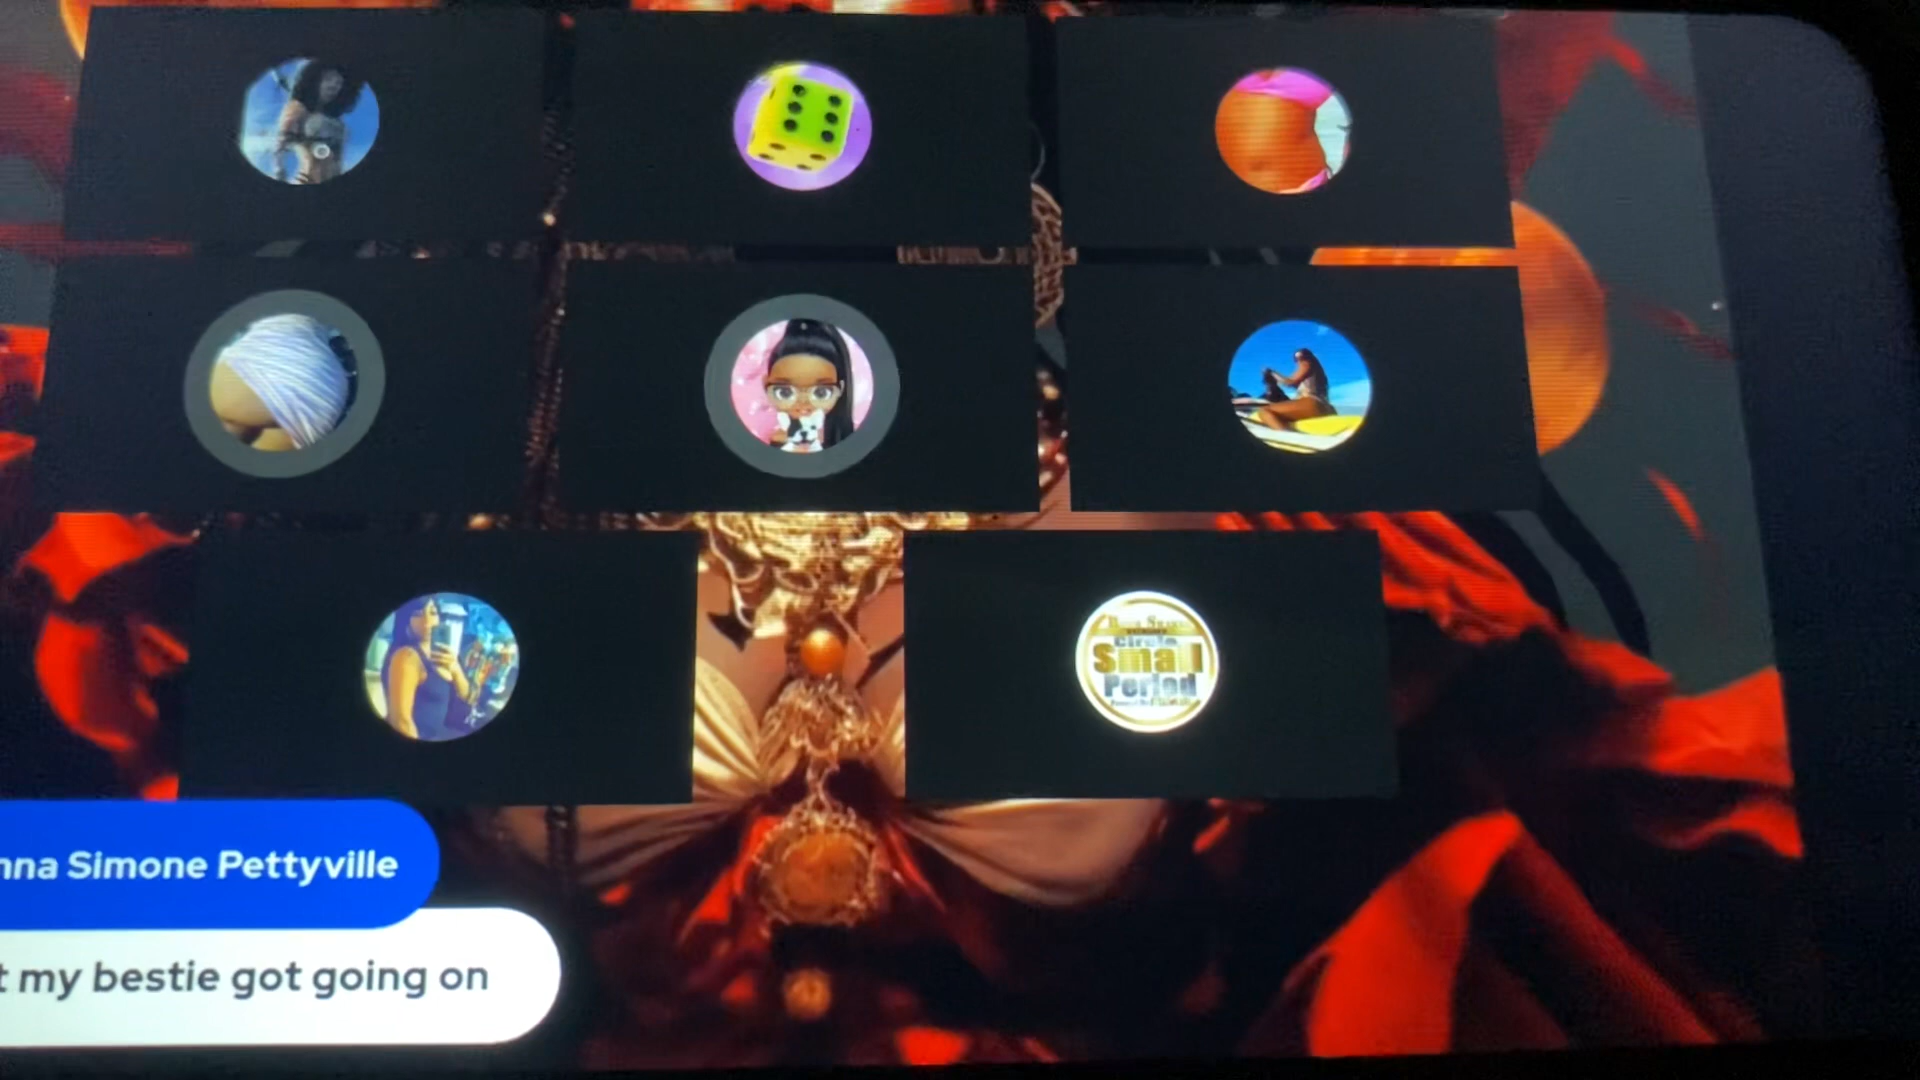 Circle
Small
Period
nna Simone Pettyville
t my bestie got going on